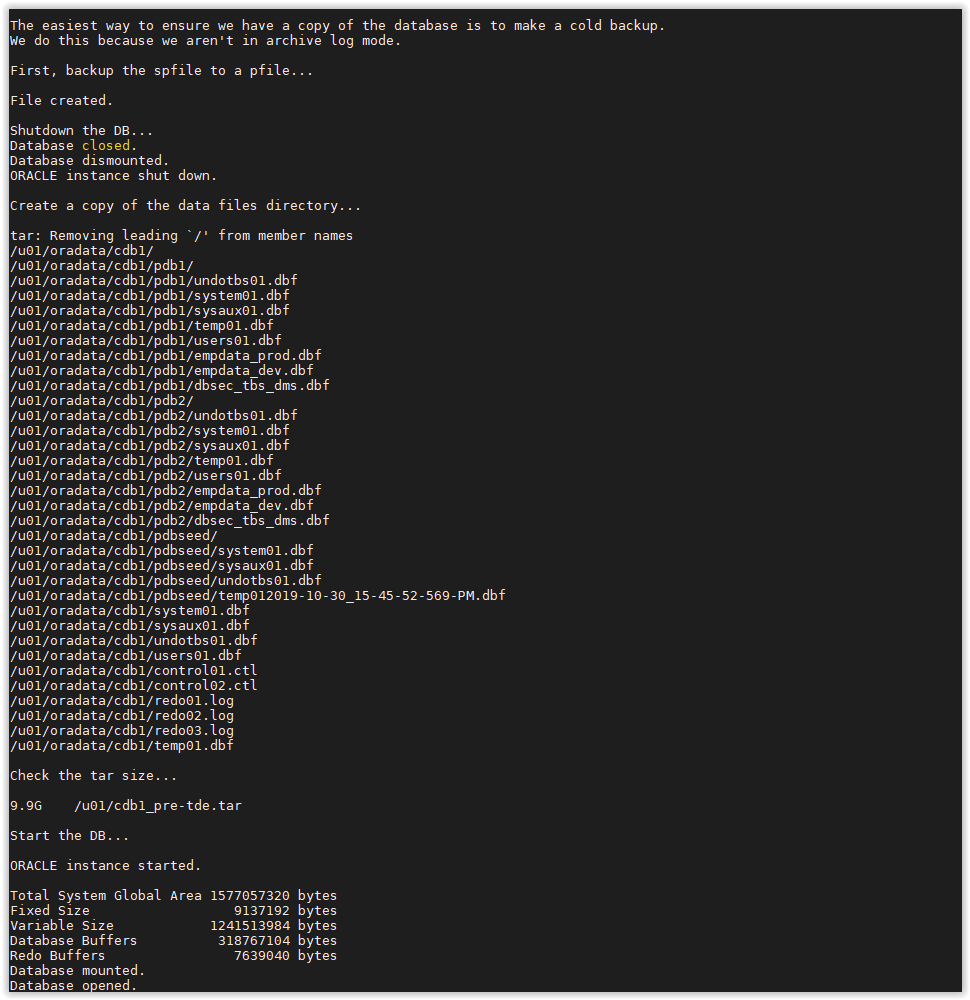 The easiest way to ensure we have a copy of the database is to make a cold backup.
We do this because we aren't in archive log mode.
First, backup the spfile to a pfile...
File created.
Shutdown the DB...
Database closed.
Database dismounted.
ORACLE instance shut down.
Create a copy of the data files directory...
tar: Removing leading `/' from member names
/u01/oradata/cdb1/
/u01/oradata/cdb1/pdb1/
/u01/oradata/cdb1/pdb1/undotbs01.dbf
/u01/oradata/cdb1/pdb1/system01.dbf
/u01/oradata/cdb1/pdb1/sysaux01.dbf
/u01/oradata/cdb1/pdb1/temp01.dbf
/u01/oradata/cdb1/pdb1/users01.dbf
/u01/oradata/cdb1/pdb1/empdata_prod.dbf
/u01/oradata/cdb1/pdb1/empdata_dev.dbf
/u01/oradata/cdb1/pdb1/dbsec_tbs_dms.dbf
/u01/oradata/cdb1/pdb2/
/u01/oradata/cdb1/pdb2/undotbs01.dbf
/u01/oradata/cdb1/pdb2/system01.dbf
/u01/oradata/cdb1/pdb2/sysaux01.dbf
/u01/oradata/cdb1/pdb2/temp01.dbf
/u01/oradata/cdb1/pdb2/users01.dbf
/u01/oradata/cdb1/pdb2/empdata_prod.dbf
/u01/oradata/cdb1/pdb2/empdata_dev.dbf
/u01/oradata/cdb1/pdb2/dbsec_tbs_dms.dbf
/u01/oradata/cdb1/pdbseed/
/u01/oradata/cdb1/pdbseed/system01.dbf
/u01/oradata/cdb1/pdbseed/sysaux01.dbf
/u01/oradata/cdb1/pdbseed/undotbs01.dbf
/u01/oradata/cdb1/pdbseed/temp012019-10-30_15-45-52-569-PM.dbf
/u01/oradata/cdb1/system01.dbf
/u01/oradata/cdb1/sysaux01.dbf
/u01/oradata/cdb1/undotbs01.dbf
/u01/oradata/cdb1/users01.dbf
/u01/oradata/cdb1/control01.ctl
/u01/oradata/cdb1/control02.ctl
/u01/oradata/cdb1/redo01.log
/u01/oradata/cdb1/redo02.log
/u01/oradata/cdb1/redo03.log
/u01/oradata/cdb1/temp01.dbf
Check the tar size...
9.9G    /u01/cdb1_pre-tde.tar
Start the DB...
ORACLE instance started.
Total System Global Area 1577057320 bytes
Fixed Size                  9137192 bytes
Variable Size            1241513984 bytes
Database Buffers          318767104 bytes
Redo Buffers                7639040 bytes
Database mounted.
Database opened.